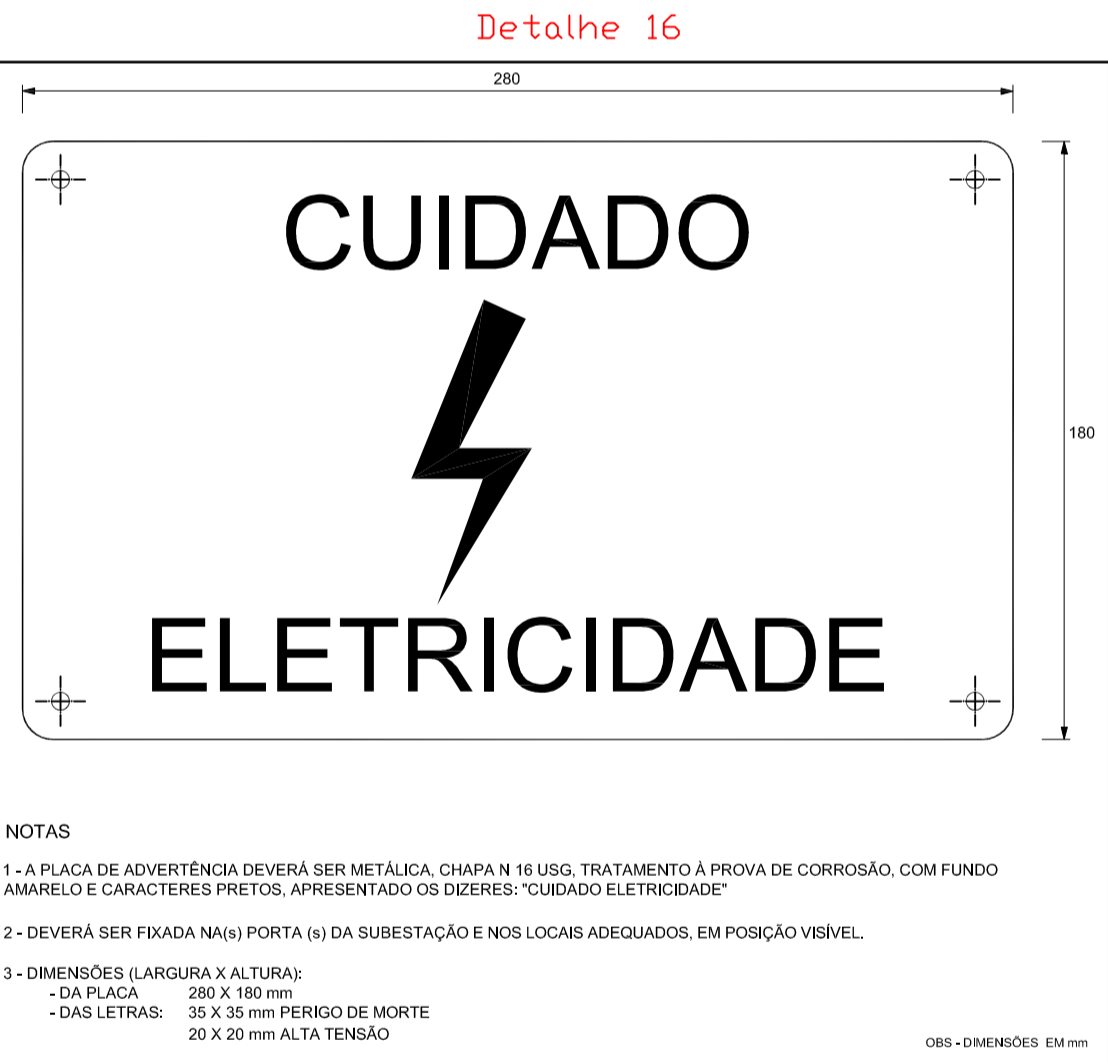 Detalhe 16
280
CUIDADO
180
ELETRICIDADE
NOTAS
1 - A PLACA DE ADVERTÊNCIA DEVERÁ SER METÁLICA, CHAPA N 16 USG, TRATAMENTO À PROVA DE CORROSÃO, COM FUNDO
AMARELO E CARACTERES PRETOS, APRESENTADO OS DIZERES: "CUIDADO ELETRICIDADE"
2 - DEVERÁ SER FIXADA NA(s) PORTA (s) DA SUBESTAÇÃO E NOS LOCAIS ADEQUADOS, EM POSIÇÃO VISÍVEL.
3 - DIMENSÕES (LARGURA X ALTURA):
- DA PLACA 280 X 180 mm
- DAS LETRAS: 35 X 35 mm PERIGO DE MORTE
20 X 20 mm ALTA TENSÃO
OBS - DIMENSÕES EM mm